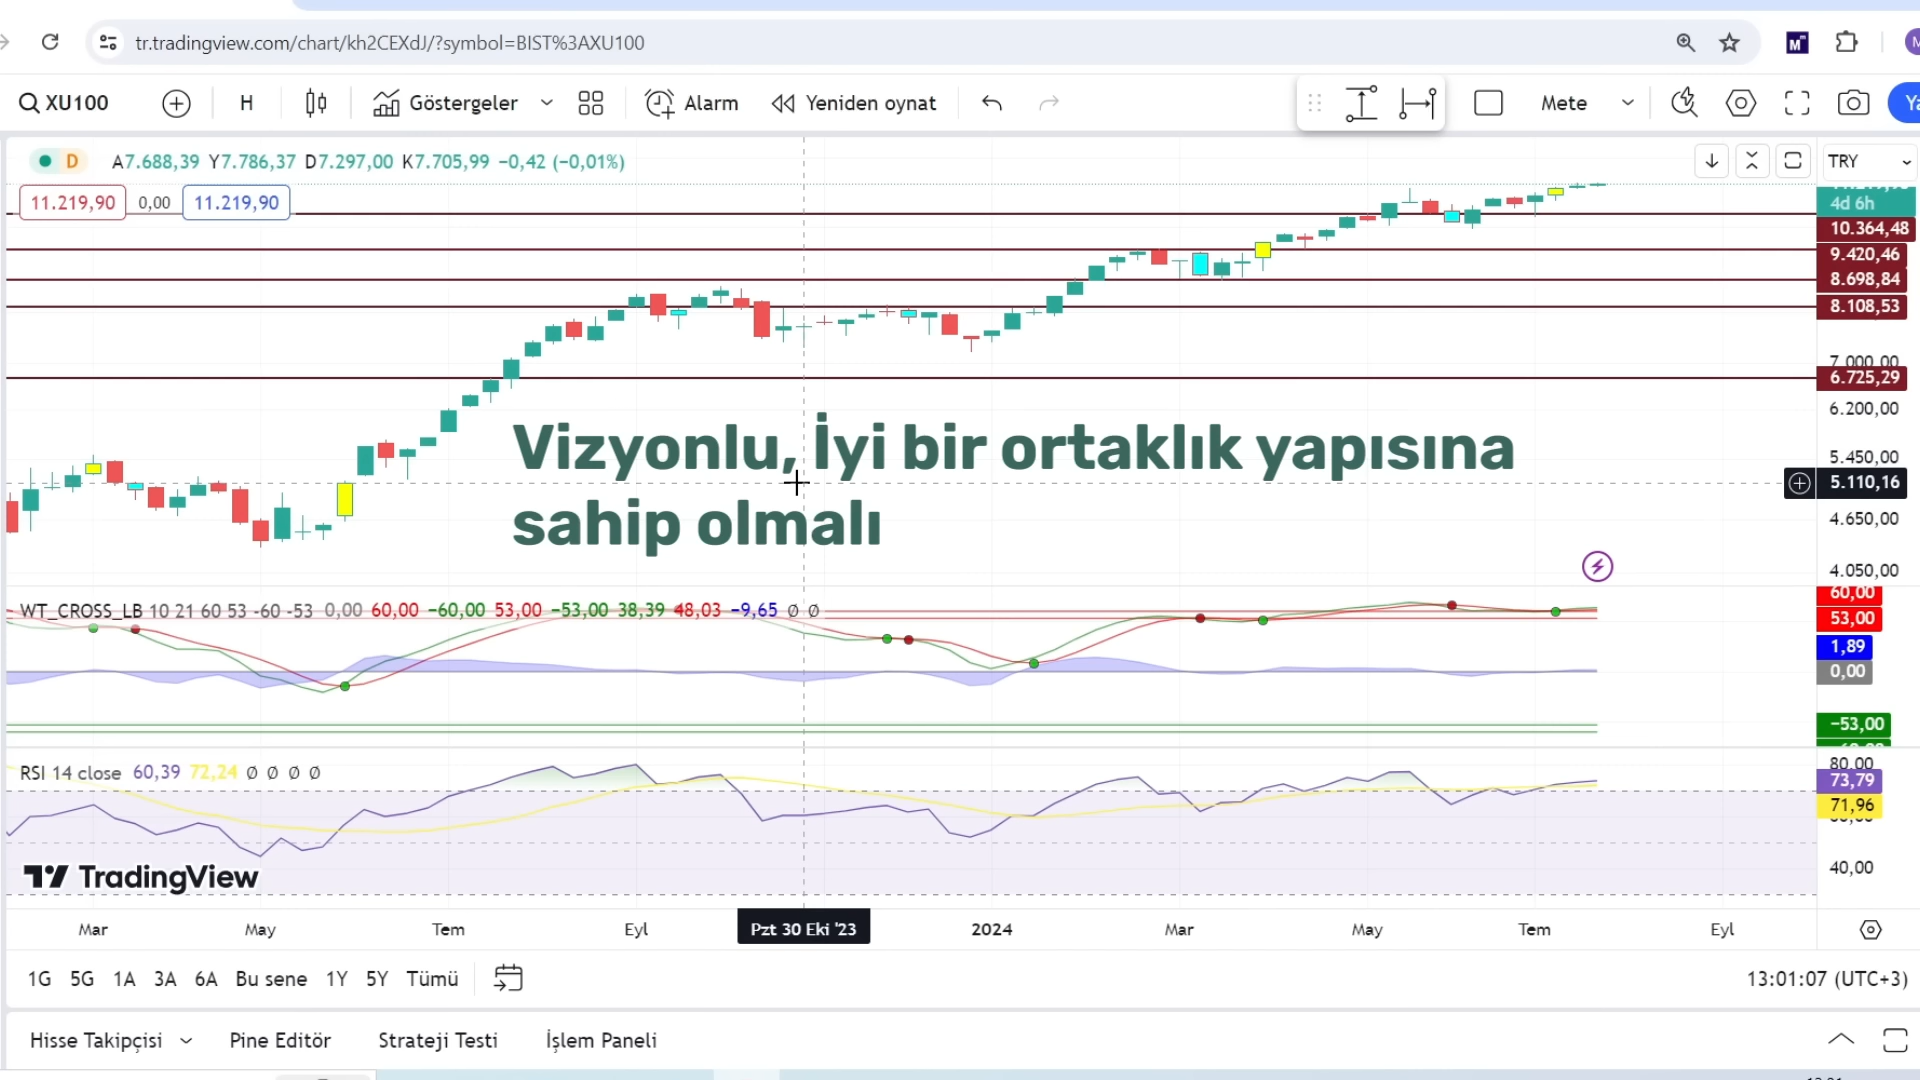 tr.tradingview.com/chart/kh2CEXdJ/?symbol=BIST%3AXU100
XU100 H Göstergeler Alarm Yeniden oynat Mete
D A7.688,39 Y7.786,37 D7.297,00 K7.705,99 −0,42 (−0,01%) TRY
11.219,90 0,00 11.219,90
4d 6h
10.364,48
9.420,46
8.698,84
8.108,53
7.000,00
6.725,29
6.200,00
Vizyonlu, İyi bir ortaklık yapısına
sahip olmalı
5.450,00
5.110,16
4.650,00
4.050,00
WT_CROSS_LB 10 21 60 53 -60 -53 0,00 60,00 −60,00 53,00 −53,00 38,39 48,03 −9,65 Ø Ø
60,00
53,00
1,89
0,00
−53,00
RSI 14 close 60,39 72,24 Ø Ø Ø Ø
80,00
73,79
71,96
40,00
TradingView
Mar May Tem Eyl Pzt 30 Eki '23 2024 Mar May Tem Eyl
1G 5G 1A 3A 6A Bu sene 1Y 5Y Tümü 13:01:07 (UTC+3)
Hisse Takipçisi Pine Editör Strateji Testi İşlem Paneli